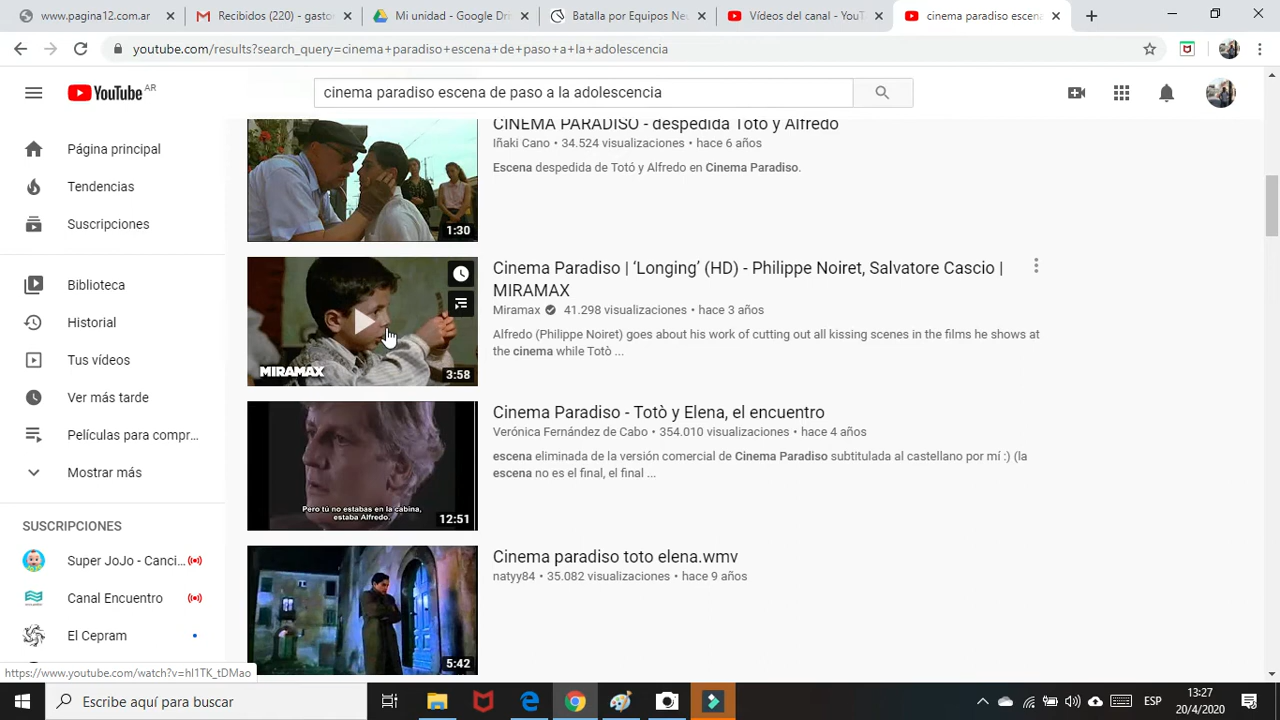 www.pagina12.com.ar
Recibidos (220) - gasto
Mi unidad - Google Dr
Batalla por Equipos Ne
Vídeos del canal - YouT
cinema paradiso escena
youtube.com/results?search_query=cinema+paradiso+escena+de+paso+a+la+adolescencia
YouTube AR
cinema paradiso escena de paso a la adolescencia
Página principal
Tendencias
Suscripciones
Biblioteca
Historial
Tus vídeos
Ver más tarde
Películas para compr...
Mostrar más
SUSCRIPCIONES
Super JoJo - Canci...
Canal Encuentro
El Cepram
CINEMA PARADISO - despedida Totó y Alfredo
Iñaki Cano • 34.524 visualizaciones • hace 6 años
Escena despedida de Totó y Alfredo en Cinema Paradiso.
1:30
Cinema Paradiso | ‘Longing’ (HD) - Philippe Noiret, Salvatore Cascio |
MIRAMAX
Miramax 41.298 visualizaciones • hace 3 años
Alfredo (Philippe Noiret) goes about his work of cutting out all kissing scenes in the films he shows at
the cinema while Totò ...
MIRAMAX
3:58
Cinema Paradiso - Totò y Elena, el encuentro
Verónica Fernández de Cabo • 354.010 visualizaciones • hace 4 años
escena eliminada de la versión comercial de Cinema Paradiso subtitulada al castellano por mí :) (la
escena no es el final, el final ...
Pero tú no estabas en la cabina,
estaba Alfredo.
12:51
Cinema paradiso toto elena.wmv
natyy84 • 35.082 visualizaciones • hace 9 años
5:42
https://www.youtube.com/watch?v=hI1TK_tDMao
Escribe aquí para buscar
ESP
13:27
20/4/2020